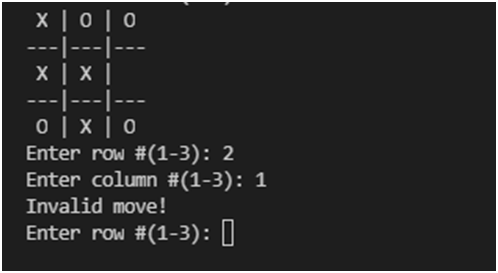 X | O | O
---|---|---
X | X |
---|---|---
O | X | O
Enter row #(1-3): 2
Enter column #(1-3): 1
Invalid move!
Enter row #(1-3):